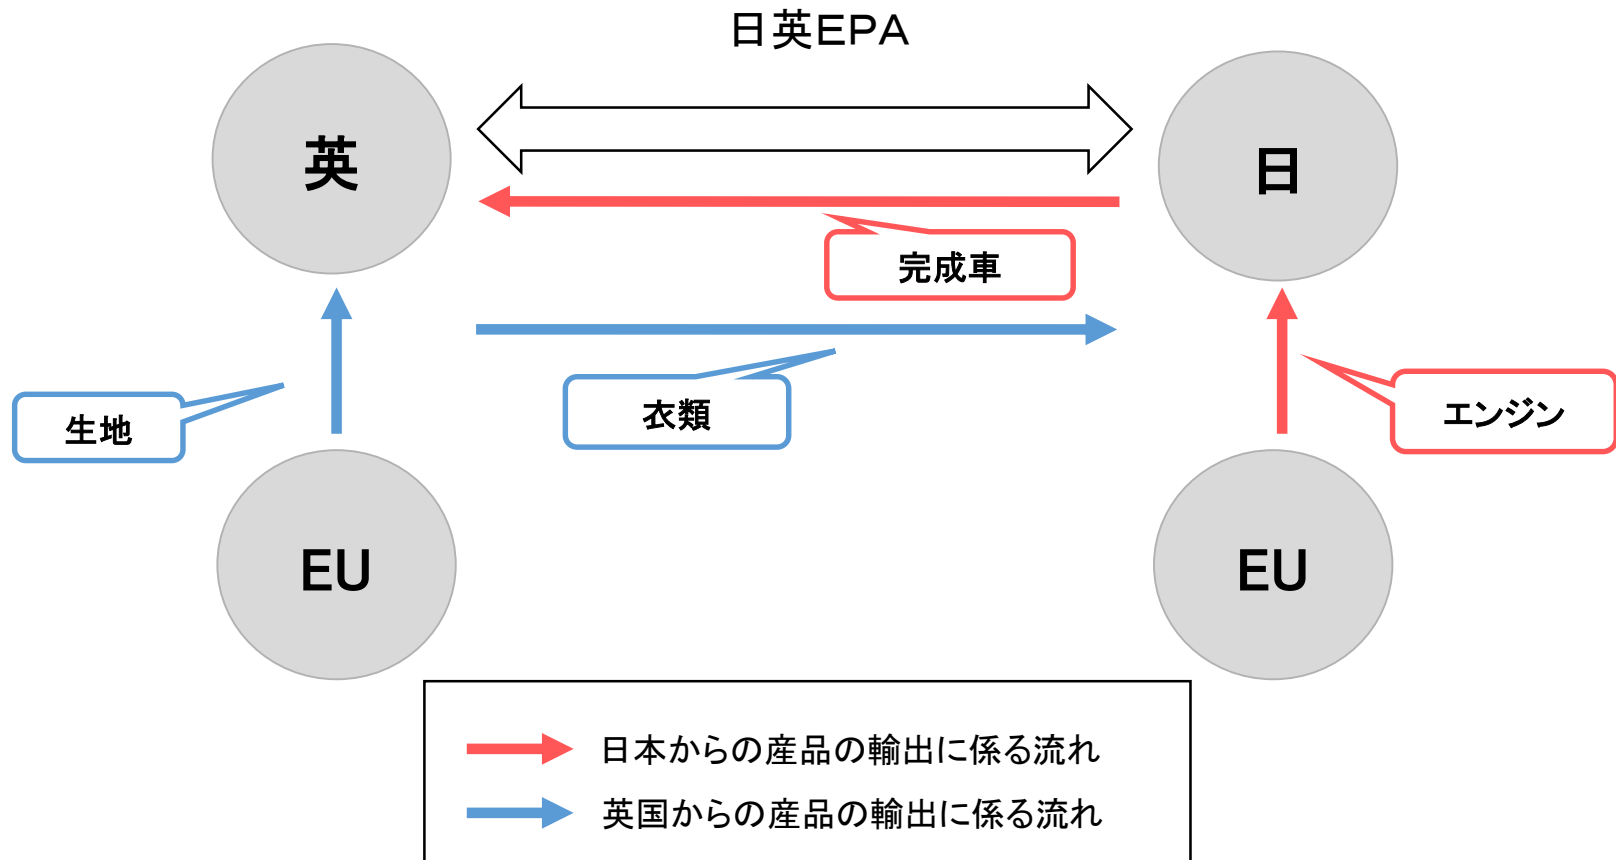 日英EPA
英
日
完成車
生地
衣類
エンジン
EU
EU
日本からの産品の輸出に係る流れ
英国からの産品の輸出に係る流れ